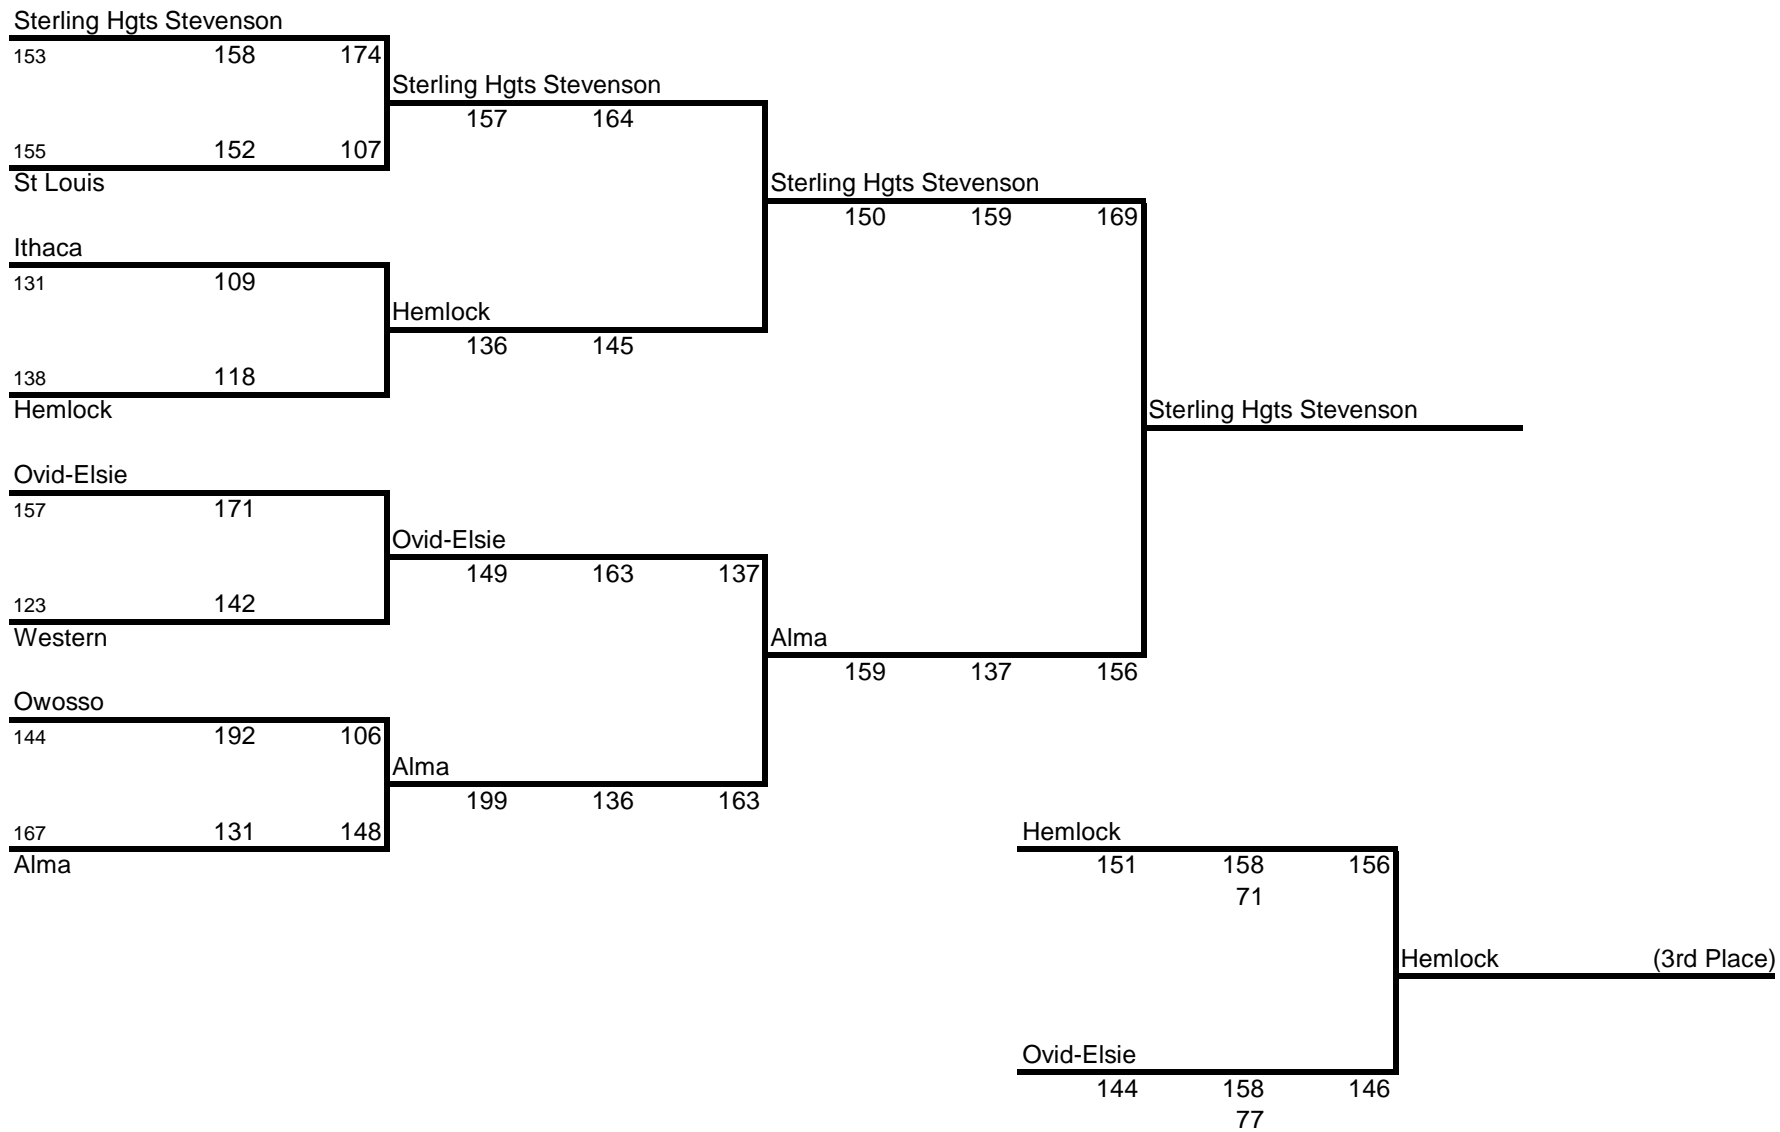 Sterling Hgts Stevenson
153 158 174
Sterling Hgts Stevenson
157 164
155 152 107
St Louis
Sterling Hgts Stevenson
150 159 169
Ithaca
131 109
Hemlock
136 145
138 118
Hemlock
Sterling Hgts Stevenson
Ovid-Elsie
157 171
Ovid-Elsie
149 163 137
123 142
Western
Alma
159 137 156
Owosso
144 192 106
Alma
199 136 163
167 131 148
Alma
Hemlock
151 158 156
71
Hemlock (3rd Place)
Ovid-Elsie
144 158 146
77